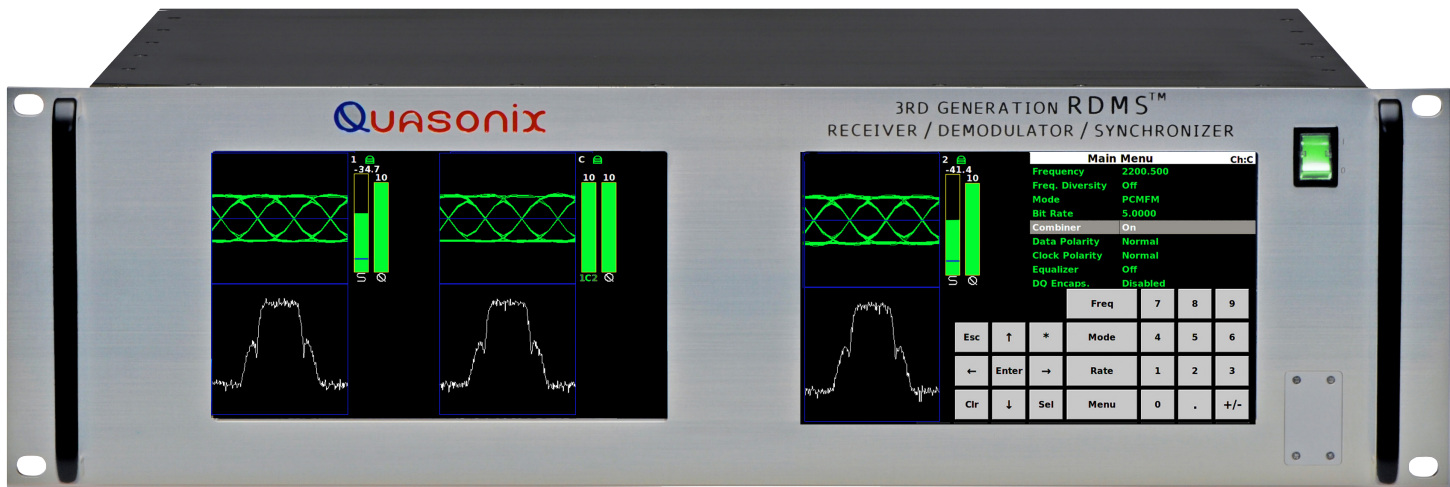 Quasonix
3RD GENERATION RDMS™
RECEIVER / DEMODULATOR / SYNCHRONIZER
1
-34.7
10
S Q
C
10 10
1C2 Q
2
-41.4
10
S Q
Main Menu Ch:C
Frequency 2200.500
Freq. Diversity Off
Mode PCMFM
Bit Rate 5.0000
Combiner On
Data Polarity Normal
Clock Polarity Normal
Equalizer Off
DQ Encaps. Disabled
Freq 7 8 9
Esc ↑ * Mode 4 5 6
← Enter → Rate 1 2 3
Clr ↓ Sel Menu 0 . +/-